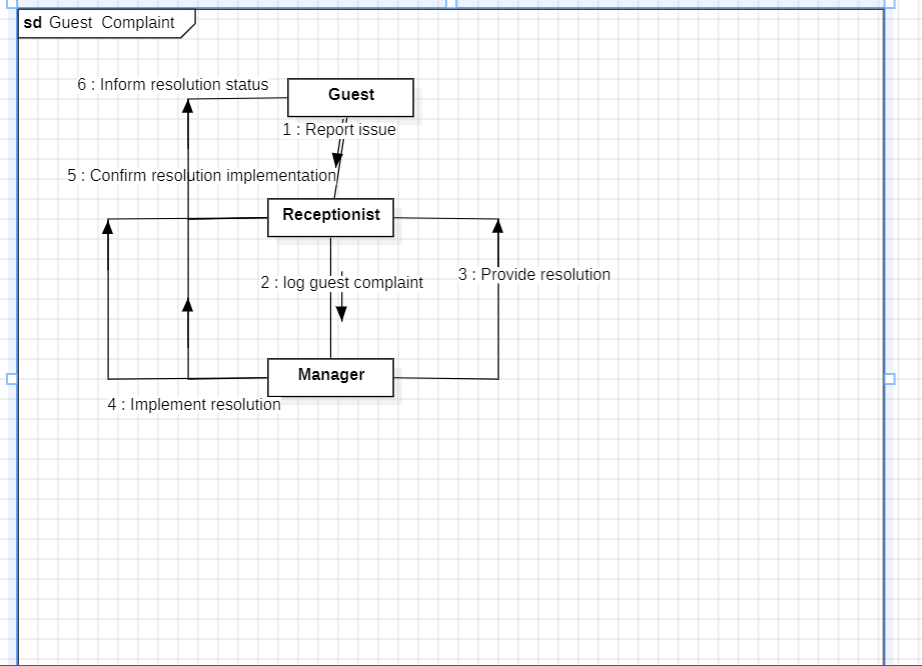 sd Guest Complaint
6 : Inform resolution status
Guest
1 : Report issue
5 : Confirm resolution implementation
Receptionist
2 : log guest complaint
3 : Provide resolution
Manager
4 : Implement resolution